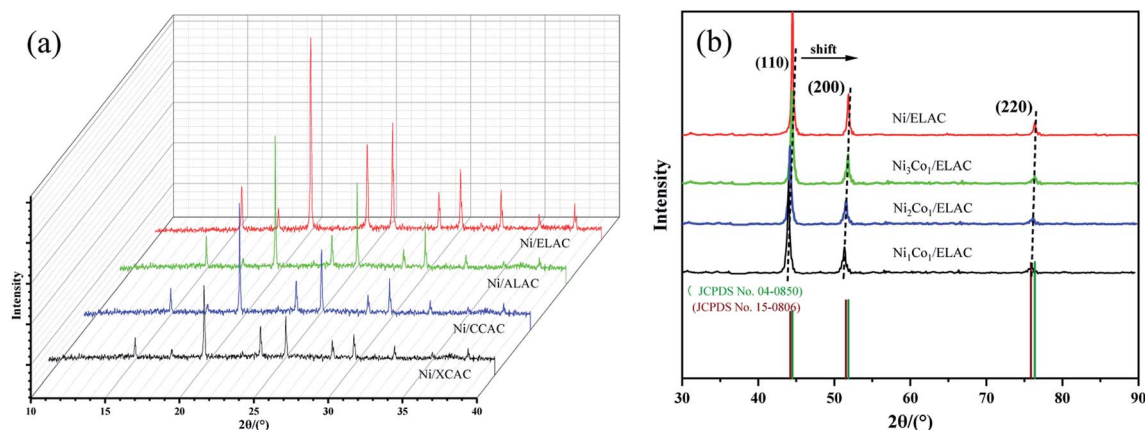 (a)
Intensity
Ni/ELAC
Ni/ALAC
Ni/CCAC
Ni/XCAC
10 15 20 25 30 35 40
2θ/(°)
(b)
Intensity
(110)
shift
(200)
(220)
Ni/ELAC
Ni₃Co₁/ELAC
Ni₂Co₁/ELAC
Ni₁Co₁/ELAC
( JCPDS No. 04-0850)
(JCPDS No. 15-0806)
30 40 50 60 70 80 90
2θ/(°)